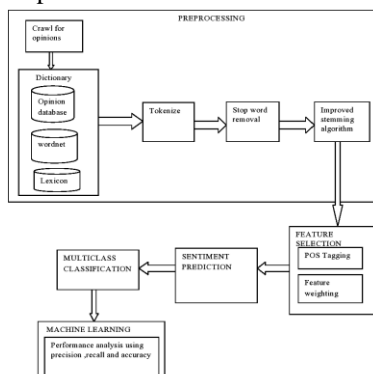 PREPROCESSING
Crawl for
opinions
Dictionary
Opinion
database
wordnet
Lexicon
Tokenize
Stop word
removal
Improved
stemming
algorithm
FEATURE
SELECTION
POS Tagging
Feature
weighting
SENTIMENT
PREDICTION
MULTICLASS
CLASSIFICATION
MACHINE LEARNING
Performance analysis using
precision ,recall and accuracy